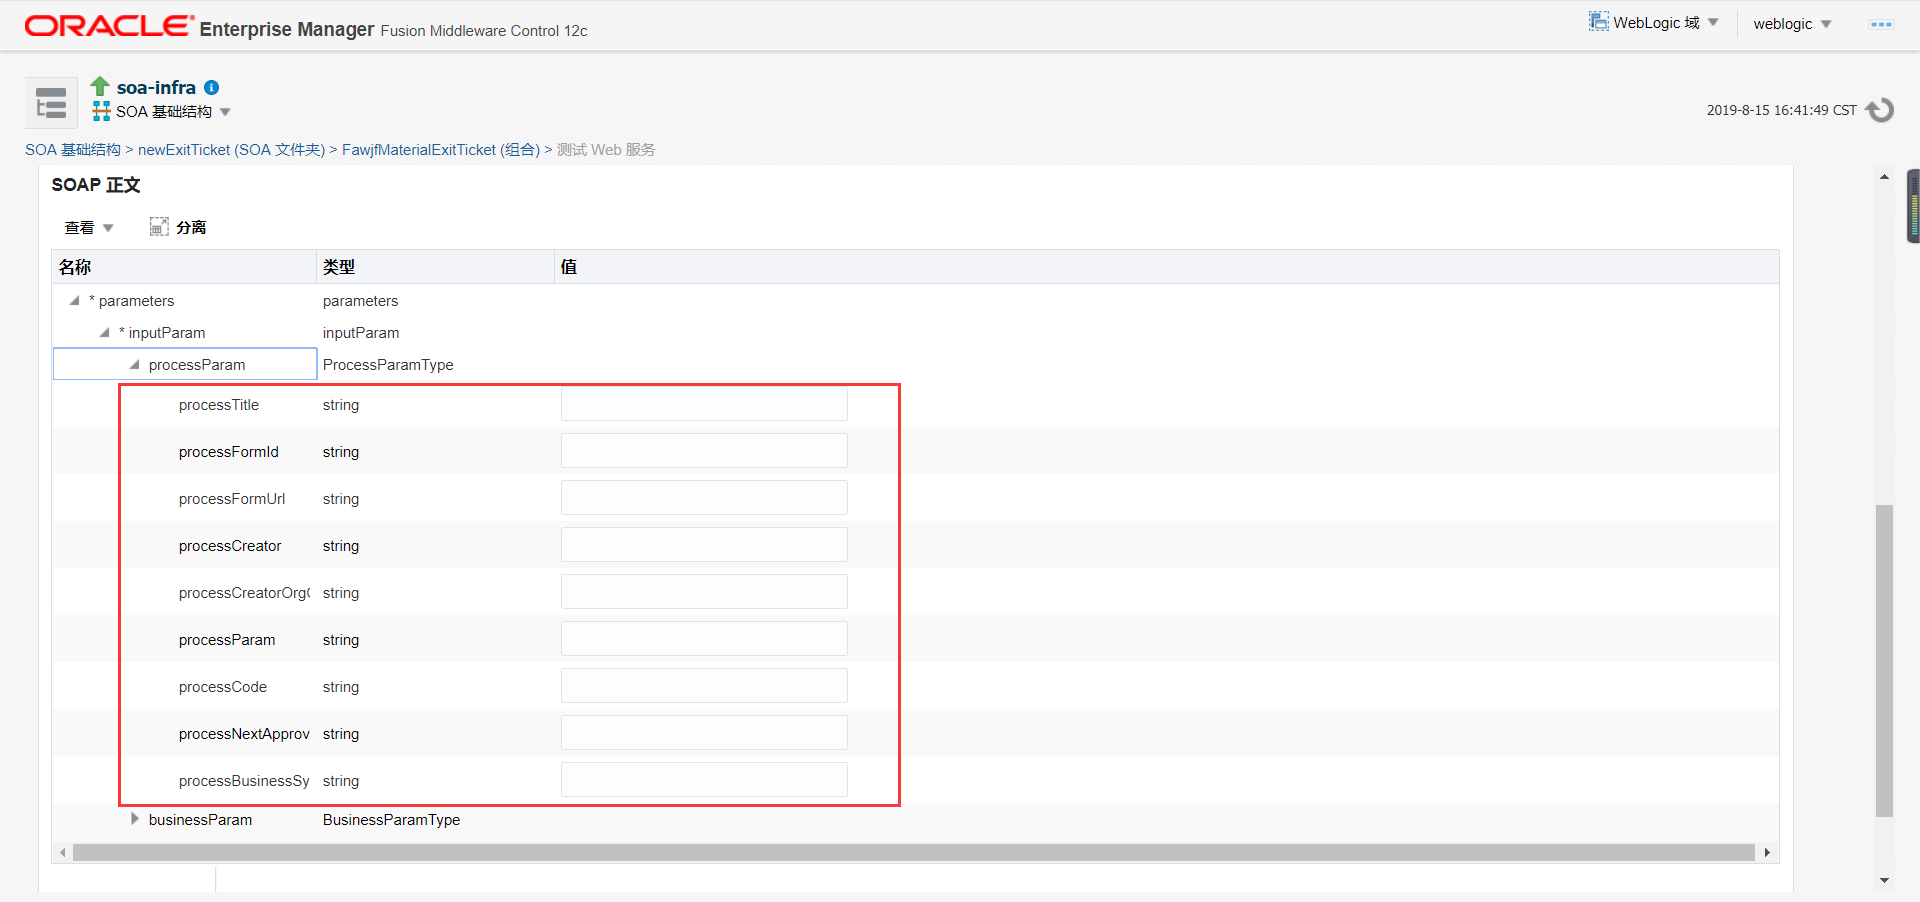 ORACLE Enterprise Manager Fusion Middleware Control 12c
WebLogic 域
weblogic
soa-infra
SOA 基础结构
2019-8-15 16:41:49 CST
SOA 基础结构 > newExitTicket (SOA 文件夹) > FawjfMaterialExitTicket (组合) > 测试 Web 服务
SOAP 正文
查看 分离
名称 类型 值
* parameters parameters
* inputParam inputParam
processParam ProcessParamType
processTitle string
processFormId string
processFormUrl string
processCreator string
processCreatorOrg string
processParam string
processCode string
processNextApprov string
processBusinessSy string
businessParam BusinessParamType